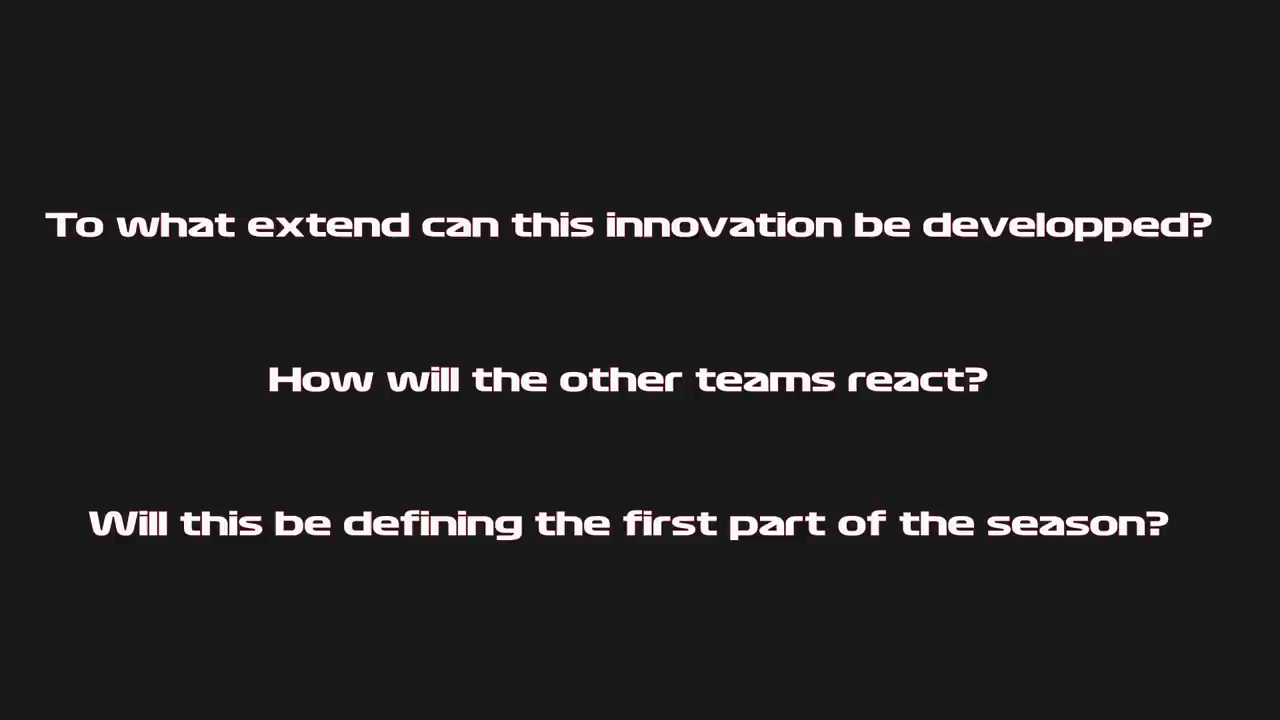 To what extend can this innovation be developped?
How will the other teams react?
Will this be defining the first part of the season?